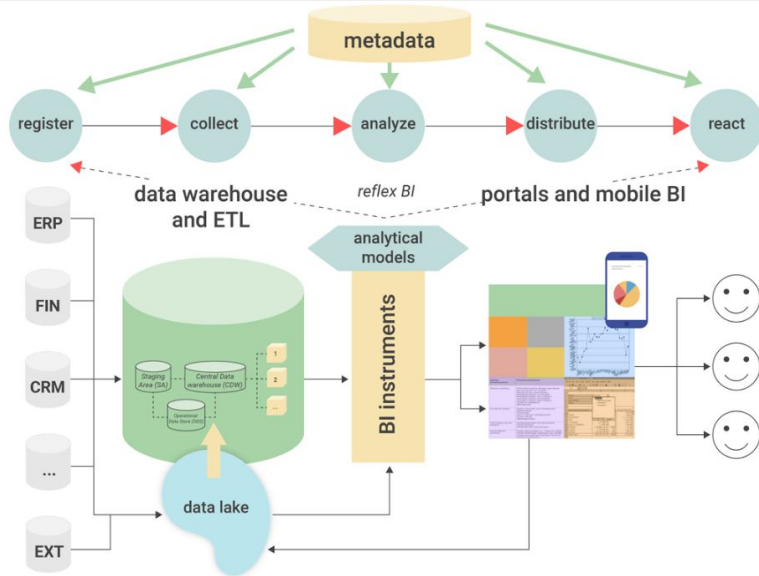 metadata
register
collect
analyze
distribute
react
data warehouse
and ETL
reflex BI
portals and mobile BI
ERP
FIN
CRM
...
EXT
analytical
models
BI instruments
Staging
Area (SA)
Central Data
warehouse (CDW)
Operational
Data Store (ODS)
1
2
...
data lake